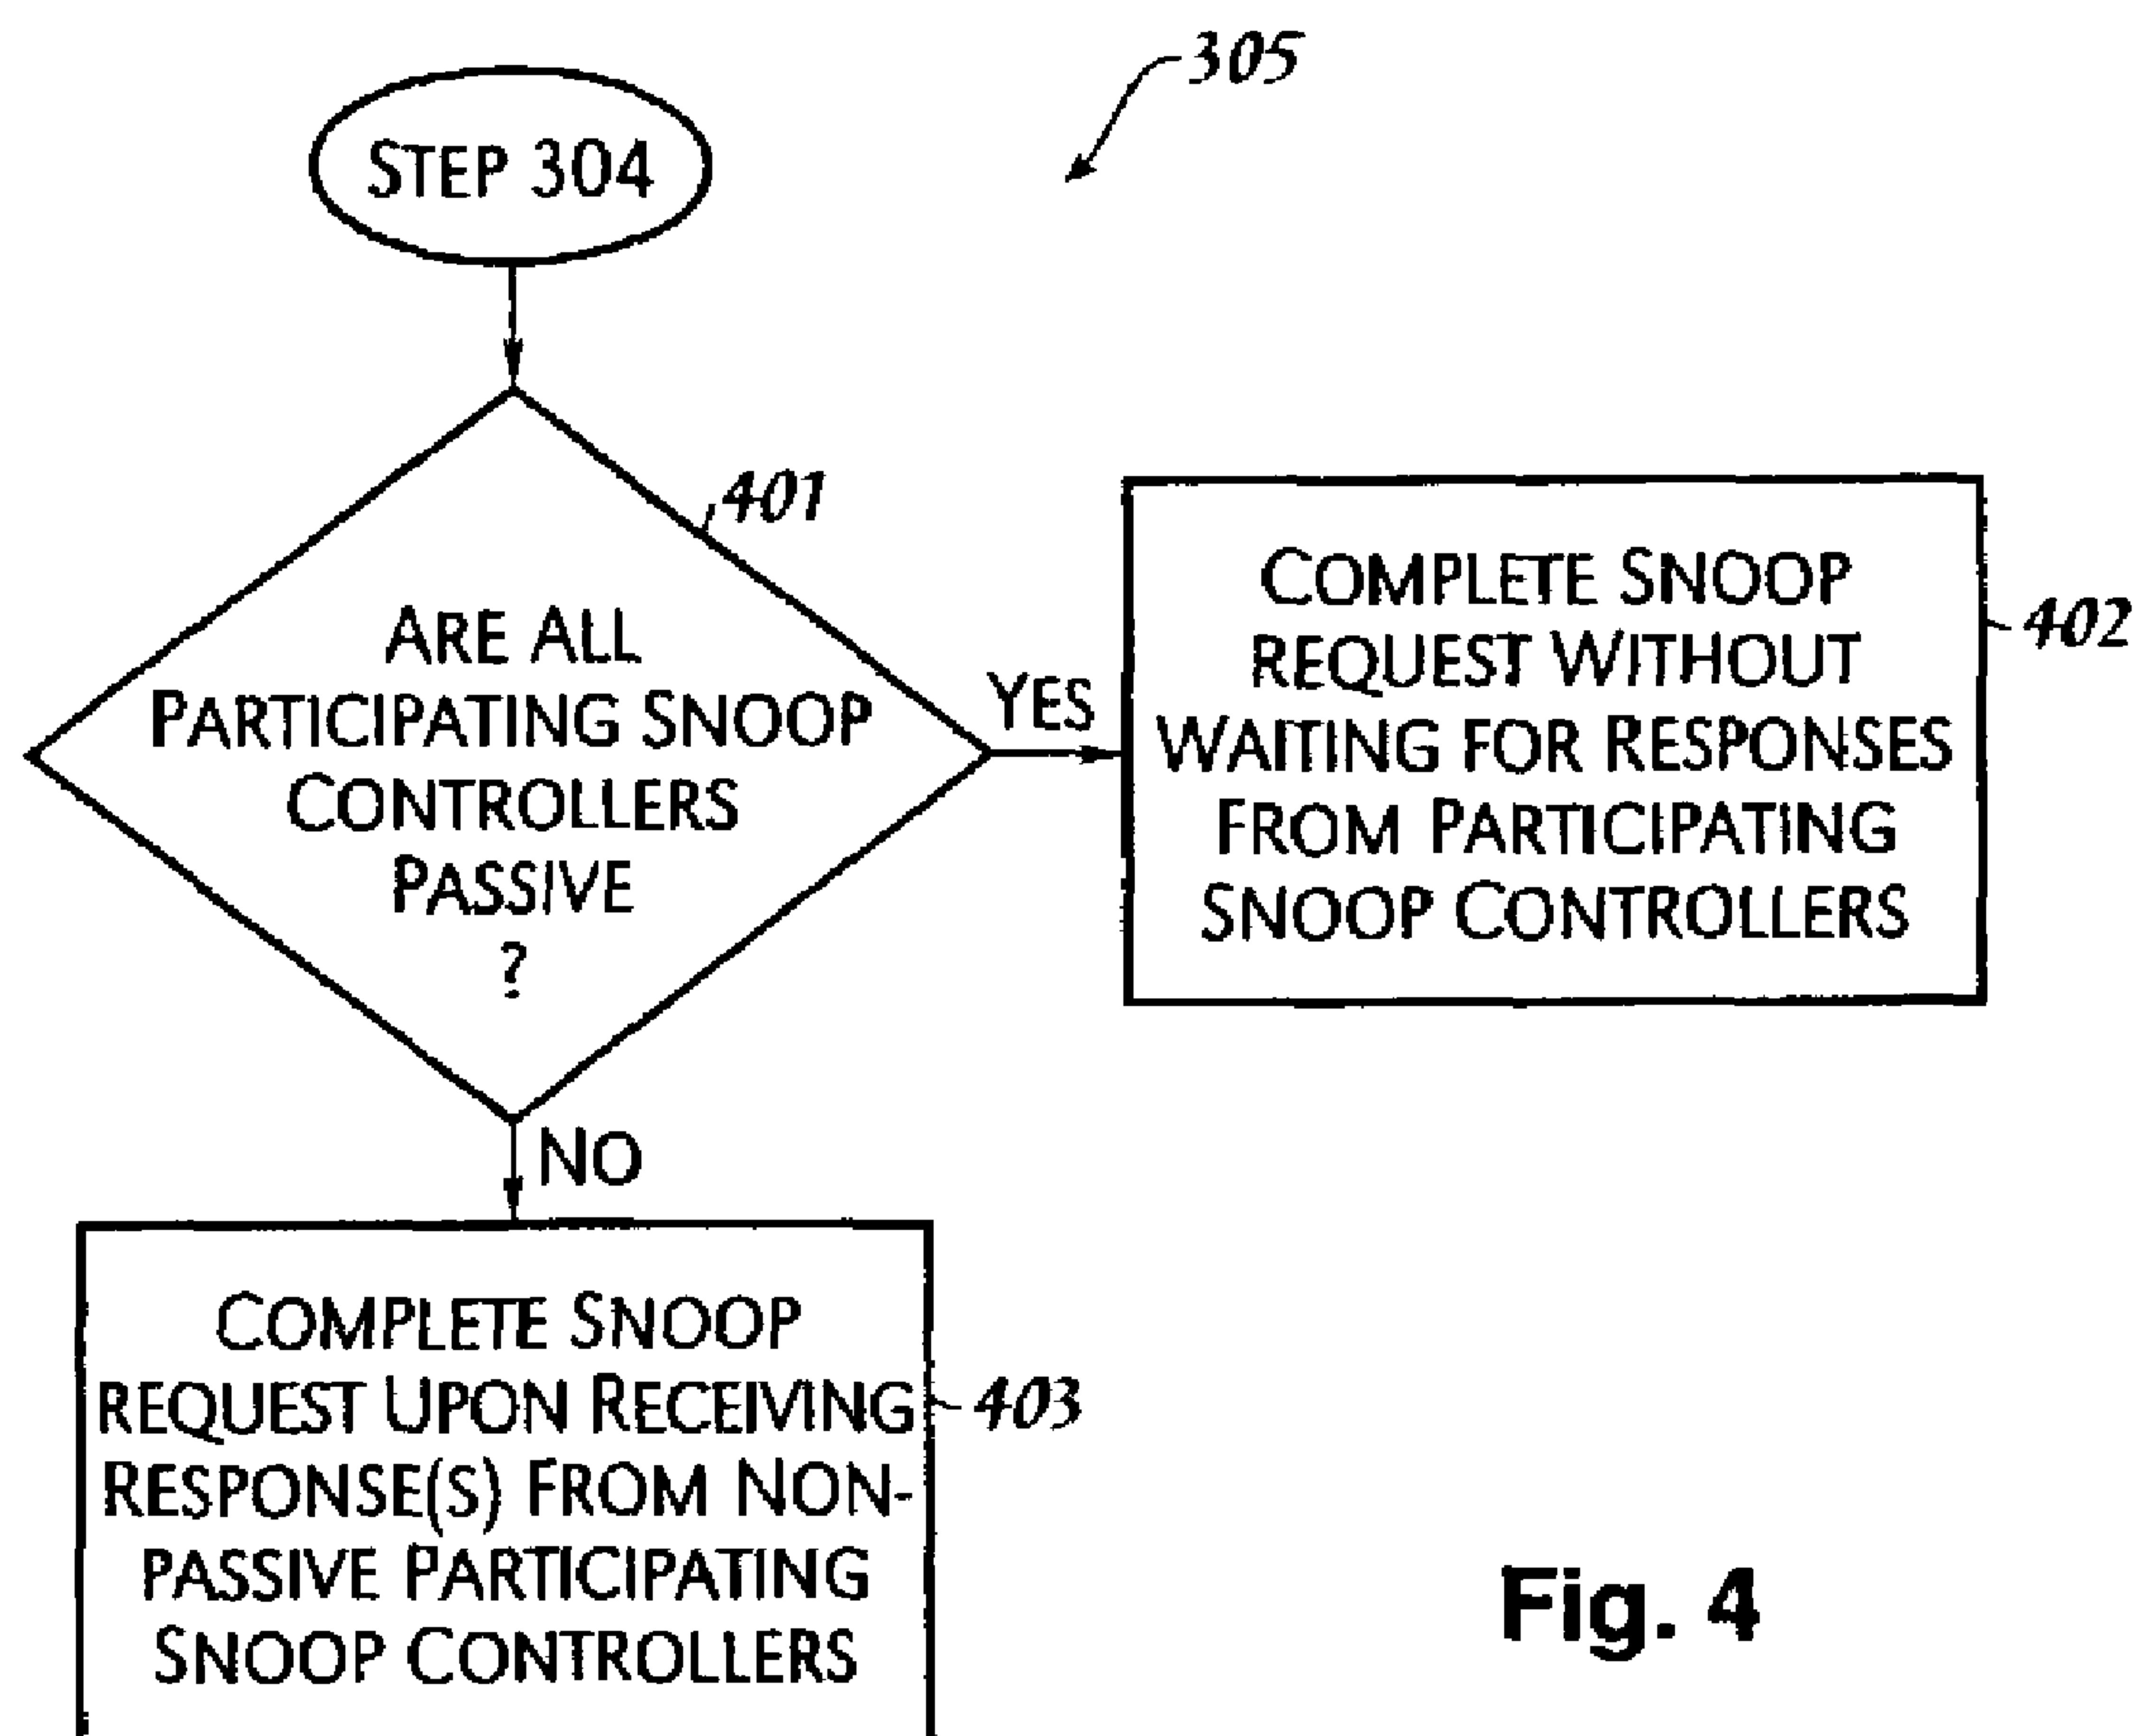 305
STEP 304
401
ARE ALL
PARTICIPATING SNOOP
CONTROLLERS
PASSIVE
?
YES
COMPLETE SNOOP
REQUEST WITHOUT
WAITING FOR RESPONSES
FROM PARTICIPATING
SNOOP CONTROLLERS
402
NO
COMPLETE SNOOP
REQUEST UPON RECEIVING
RESPONSE(S) FROM NON-
PASSIVE PARTICIPATING
SNOOP CONTROLLERS
403
Fig. 4